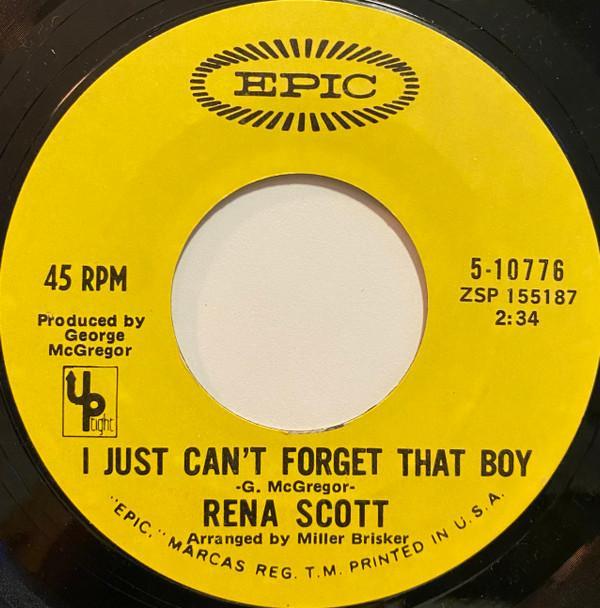 EPIC
45 RPM
5-10776
ZSP 155187
2:34
Produced by
George
McGregor
UP
tight
I JUST CAN'T FORGET THAT BOY
-G. McGregor-
RENA SCOTT
Arranged by Miller Brisker
"EPIC," MARCAS REG. T.M. PRINTED IN U.S.A.